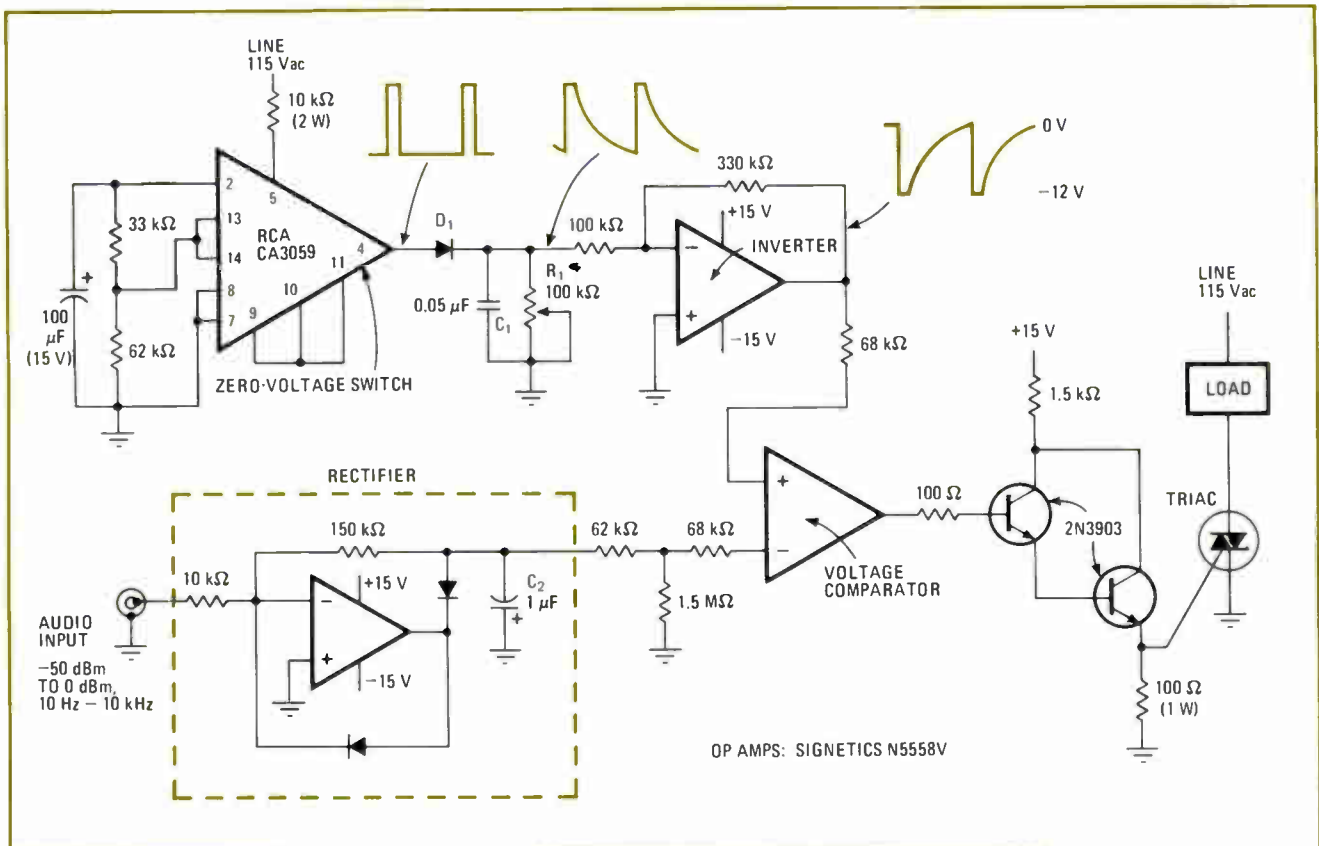 LINE
115 Vac
10 kΩ
(2 W)
2
5
13
14
4
11
8
10
7
9
RCA
CA3059
33 kΩ
62 kΩ
+
100
µF
(15 V)
ZERO-VOLTAGE SWITCH
D1
0.05 µF
C1
R1
100 kΩ
100 kΩ
330 kΩ
+15 V
−
INVERTER
+
−15 V
0 V
−12 V
68 kΩ
LINE
115 Vac
+15 V
1.5 kΩ
LOAD
TRIAC
RECTIFIER
150 kΩ
10 kΩ
+15 V
−
+
−15 V
C2
1 µF
+
62 kΩ
68 kΩ
1.5 MΩ
+
−
VOLTAGE
COMPARATOR
100 Ω
2N3903
100 Ω
(1 W)
AUDIO
INPUT
−50 dBm
TO 0 dBm,
10 Hz − 10 kHz
OP AMPS: SIGNETICS N5558V